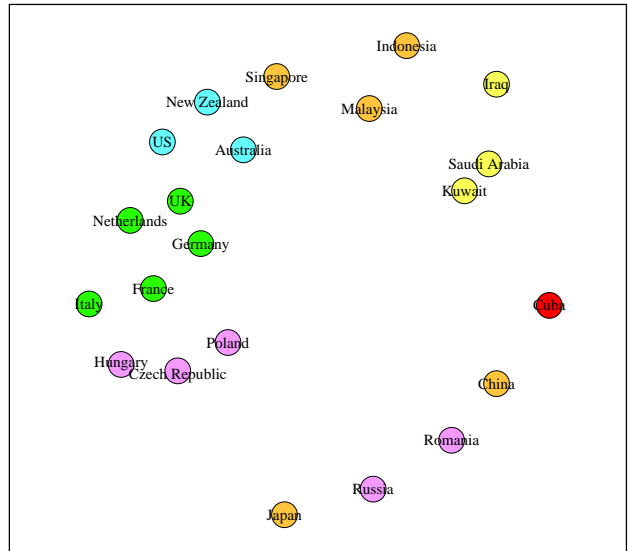 Indonesia
Singapore
Iraq
New Zealand
Malaysia
US
Australia
Saudi Arabia
Kuwait
UK
Netherlands
Germany
France
Italy
Cuba
Poland
Hungary
Czech Republic
China
Romania
Russia
Japan